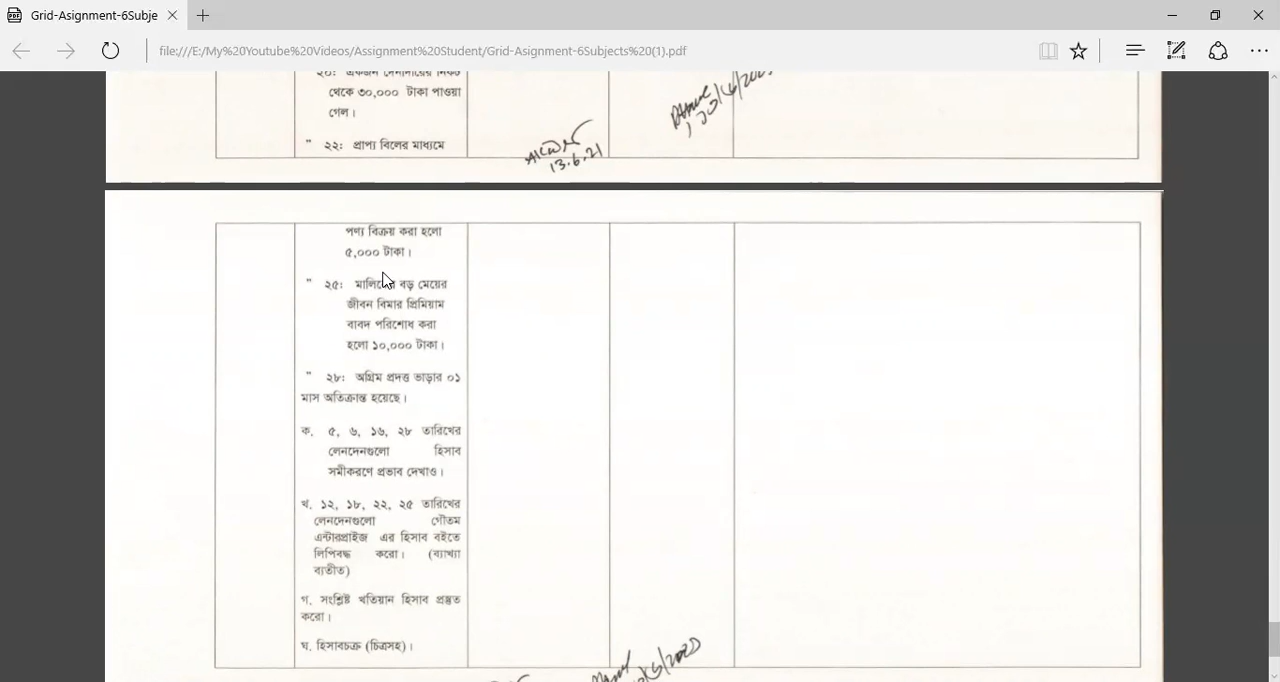 Grid-Asignment-6Subje
file:///E:/My%20Youtube%20Videos/Assignment%20Student/Grid-Asignment-6Subjects%20(1).pdf
২০: একজন দেনাদারের নিকট
থেকে ৩০,০০০ টাকা পাওয়া
গেল।
" ২২: প্রাপ্য বিলের মাধ্যমে
13.6.21
পণ্য বিক্রয় করা হলো
৫,০০০ টাকা।
" ২৫: মালিকের বড় মেয়ের
জীবন বিমার প্রিমিয়াম
বাবদ পরিশোধ করা
হলো ১০,০০০ টাকা।
" ২৮: অগ্রিম প্রদত্ত ভাড়ার ০১
মাস অতিক্রান্ত হয়েছে।
ক. ৫, ৬, ১৬, ২৮ তারিখের
লেনদেনগুলো হিসাব
সমীকরণে প্রভাব দেখাও।
খ. ১২, ১৮, ২২, ২৫ তারিখের
লেনদেনগুলো গৌতম
এন্টারপ্রাইজ এর হিসাব বইতে
লিপিবদ্ধ করো। (ব্যাখ্যা
ব্যতীত)
গ. সংশ্লিষ্ট খতিয়ান হিসাব প্রস্তুত
করো।
ঘ. হিসাবচক্র (চিত্রসহ)।